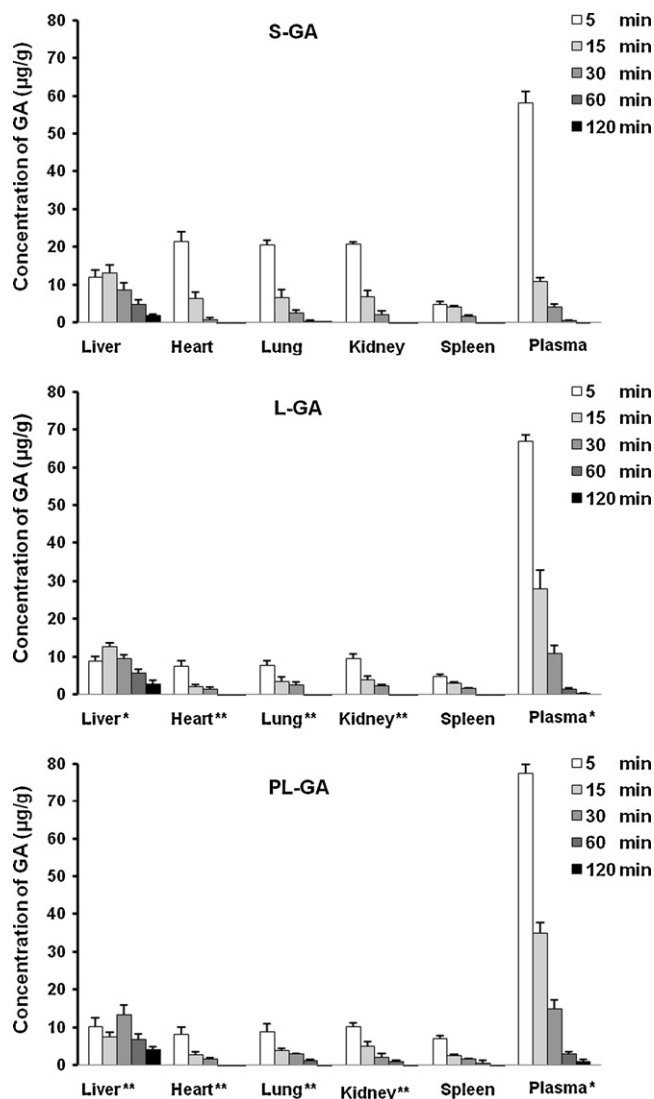 S-GA
Concentration of GA (µg/g)
80
70
60
50
40
30
20
10
0
5 min
15 min
30 min
60 min
120 min
Liver Heart Lung Kidney Spleen Plasma
L-GA
Concentration of GA (µg/g)
80
70
60
50
40
30
20
10
0
5 min
15 min
30 min
60 min
120 min
Liver* Heart** Lung** Kidney** Spleen Plasma*
PL-GA
Concentration of GA (µg/g)
80
70
60
50
40
30
20
10
0
5 min
15 min
30 min
60 min
120 min
Liver** Heart** Lung** Kidney** Spleen Plasma*